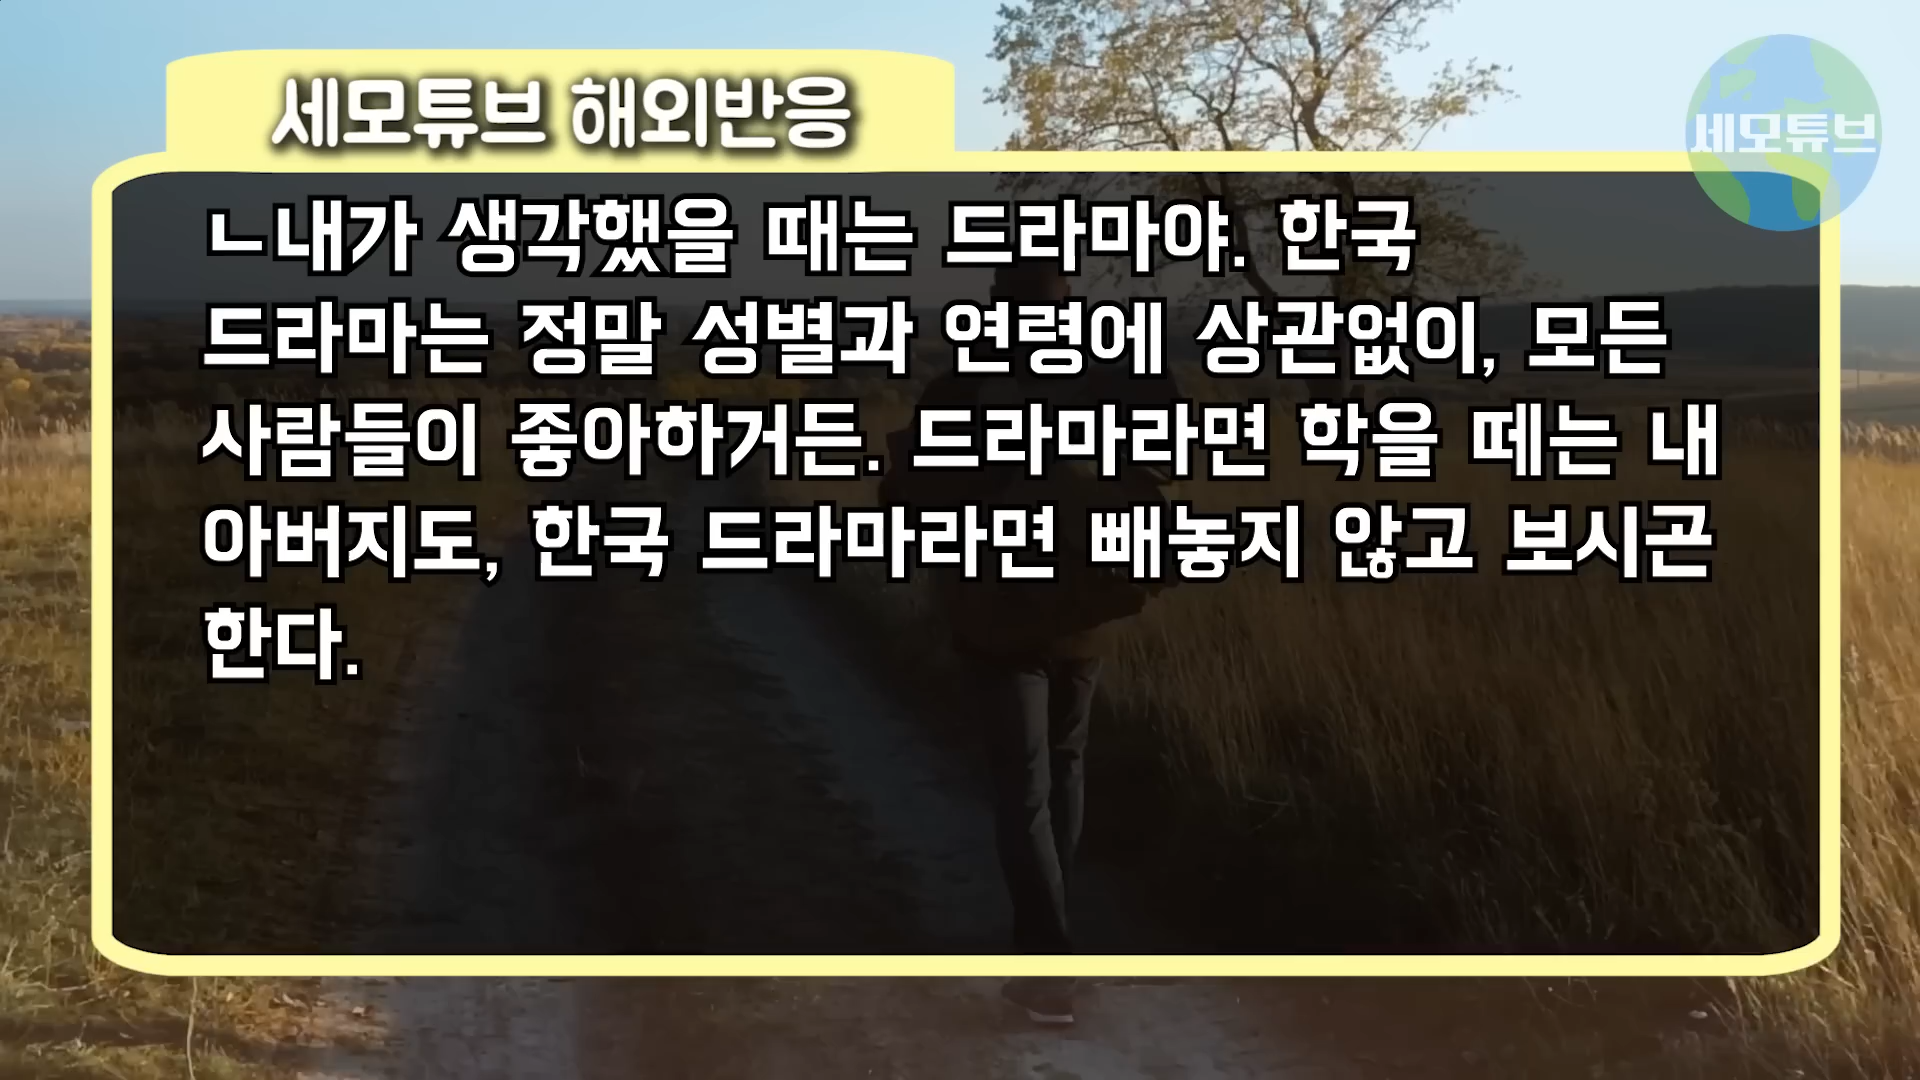 세모튜브 해외반응
세모튜브
ㄴ내가 생각했을 때는 드라마야. 한국
드라마는 정말 성별과 연령에 상관없이, 모든
사람들이 좋아하거든. 드라마라면 학을 떼는 내
아버지도, 한국 드라마라면 빼놓지 않고 보시곤
한다.